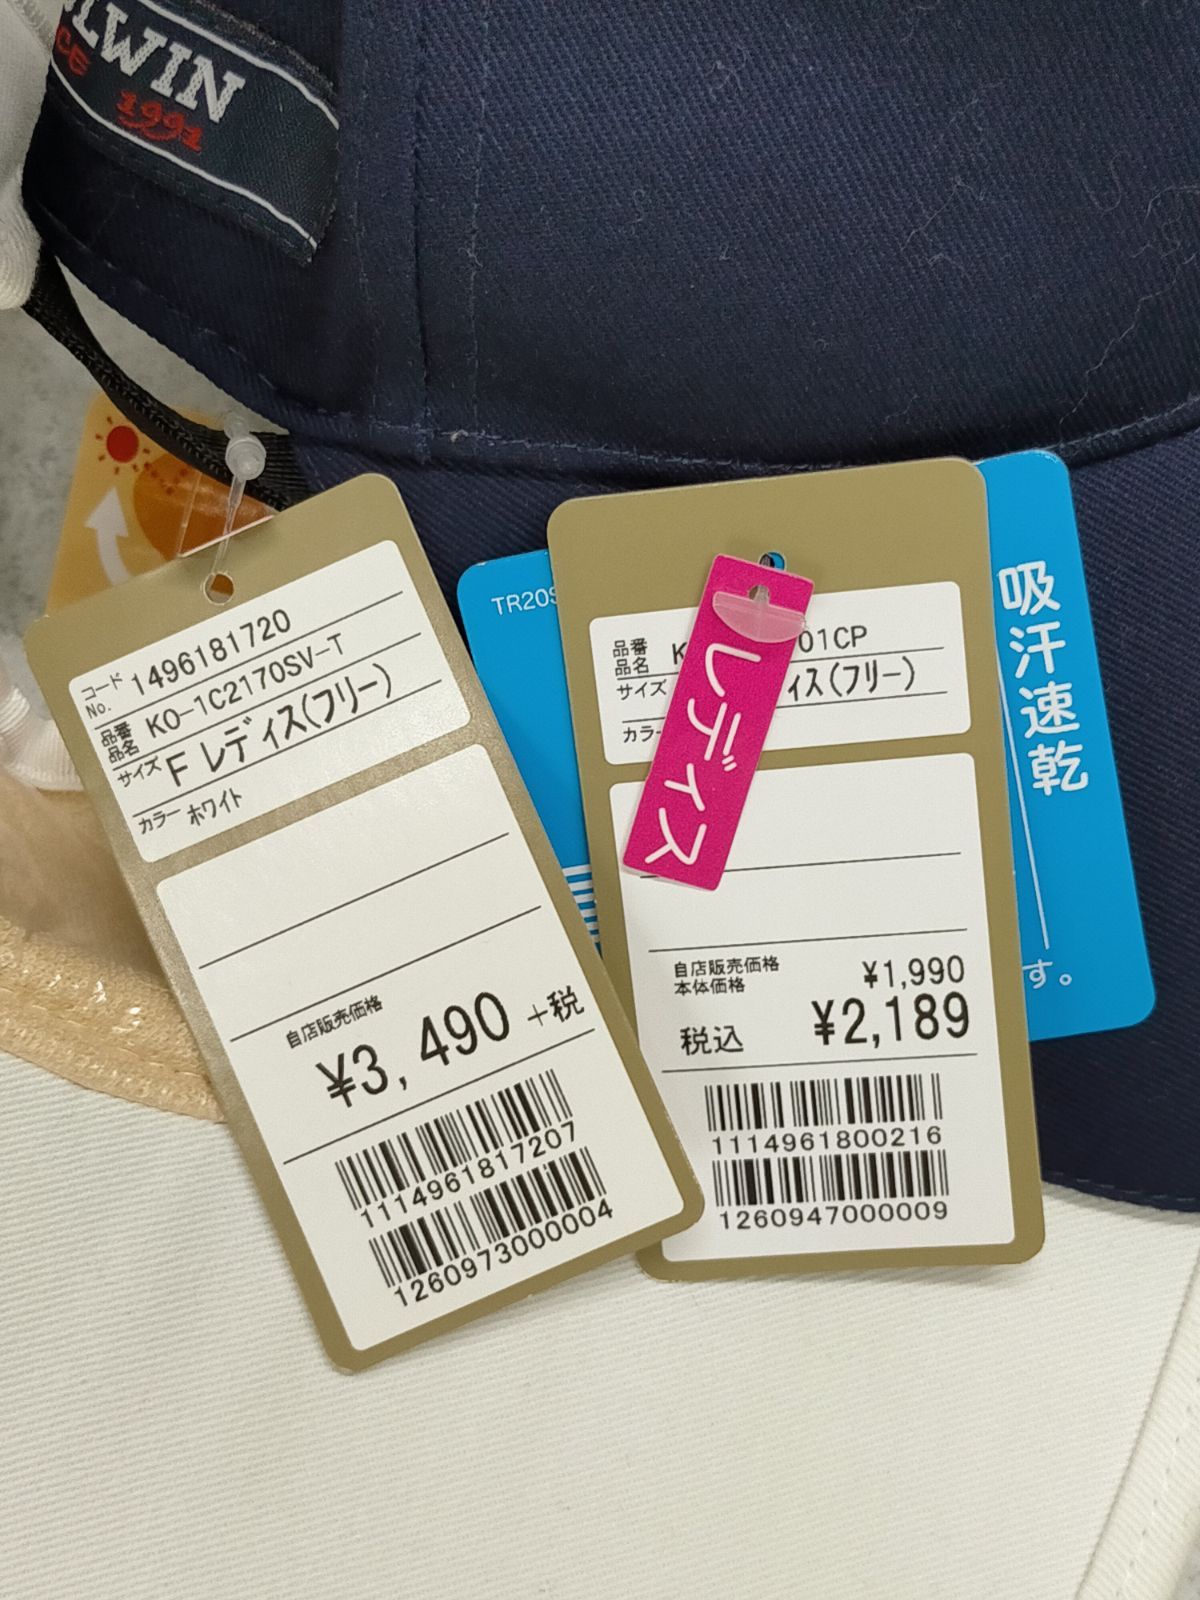 LWIN
CE 1991
コード No. 1496181720
品番 品名 KO-1C2170SV-T
サイズ F レディス(フリー)
カラー ホワイト
自店販売価格
¥3,490 +税
1114961817207
1260973000004
TR20S
品番 品名 K 01CP
サイズ ィス(フリー)
カラー
レディス
自店販売価格
本体価格 ¥1,990
税込 ¥2,189
1114961800216
1260947000009
吸汗速乾
す。